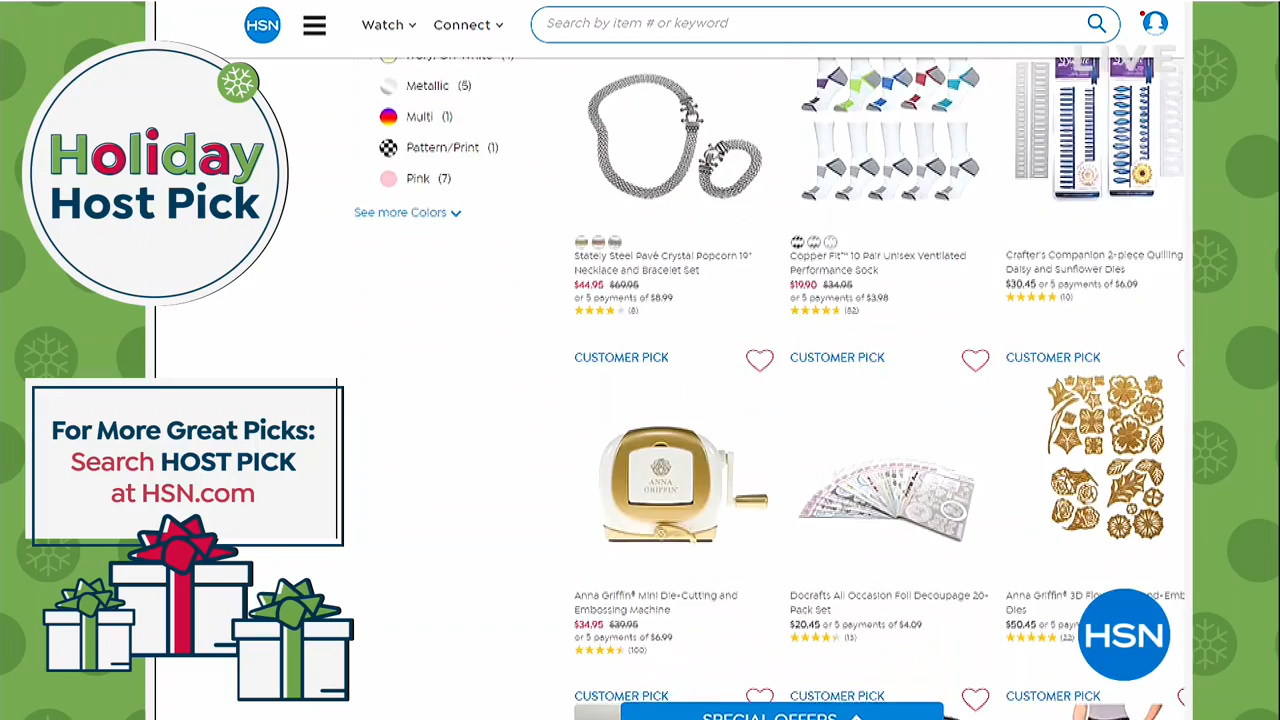 HSN
Watch
Connect
Search by item # or keyword
LIVE
Holiday
Host Pick
Metallic (5)
Multi (1)
Pattern/Print (1)
Pink (7)
See more Colors
Stately Steel Pavé Crystal Popcorn 19"
Necklace and Bracelet Set
$44.95 $69.95
or 5 payments of $8.99
(8)
Copper Fit™ 10 Pair Unisex Ventilated
Performance Sock
$19.90 $34.95
or 5 payments of $3.98
(52)
Crafter's Companion 2-piece Quilling
Daisy and Sunflower Dies
$30.45 or 5 payments of $6.09
(10)
CUSTOMER PICK
CUSTOMER PICK
CUSTOMER PICK
For More Great Picks:
Search HOST PICK
at HSN.com
ANNA
GRIFFIN
Anna Griffin® Mini Die-Cutting and
Embossing Machine
$34.95 $39.95
or 5 payments of $6.99
(100)
Docrafts All Occasion Foil Decoupage 20-
Pack Set
$20.45 or 5 payments of $4.09
(13)
Anna Griffin® 3D
Dies
$50.45 or 5
HSN
CUSTOMER PICK
CUSTOMER PICK
CUSTOMER PICK
SPECIAL OFFERS